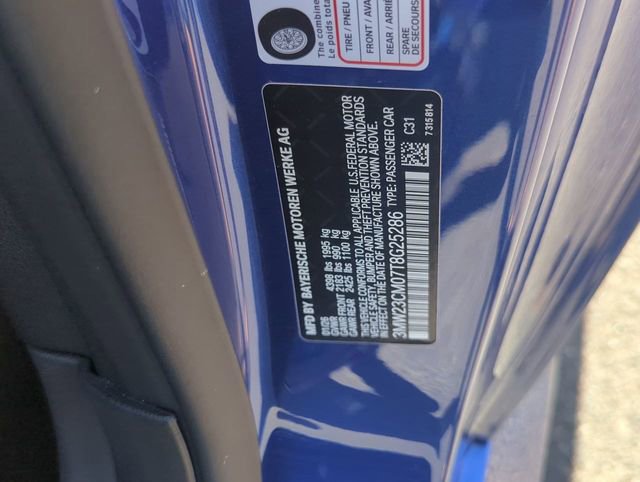 The combine
Le poids tota
TIRE / PNEU
FRONT / AVA
REAR / ARRIÈ
SPARE
DE SECOURS
MFD BY BAYERISCHE MOTOREN WERKE AG
01/26
GVWR 4398 lbs 1995 kg
GAWR FRONT 2183 lbs 990 kg
GAWR REAR 2425 lbs 1100 kg
THIS VEHICLE CONFORMS TO ALL APPLICABLE U.S. FEDERAL MOTOR
VEHICLE SAFETY, BUMPER AND THEFT PREVENTION STANDARDS
IN EFFECT ON THE DATE OF MANUFACTURE SHOWN ABOVE.
3MW23CM07T8G25286 TYPE: PASSENGER CAR
C31
7315814